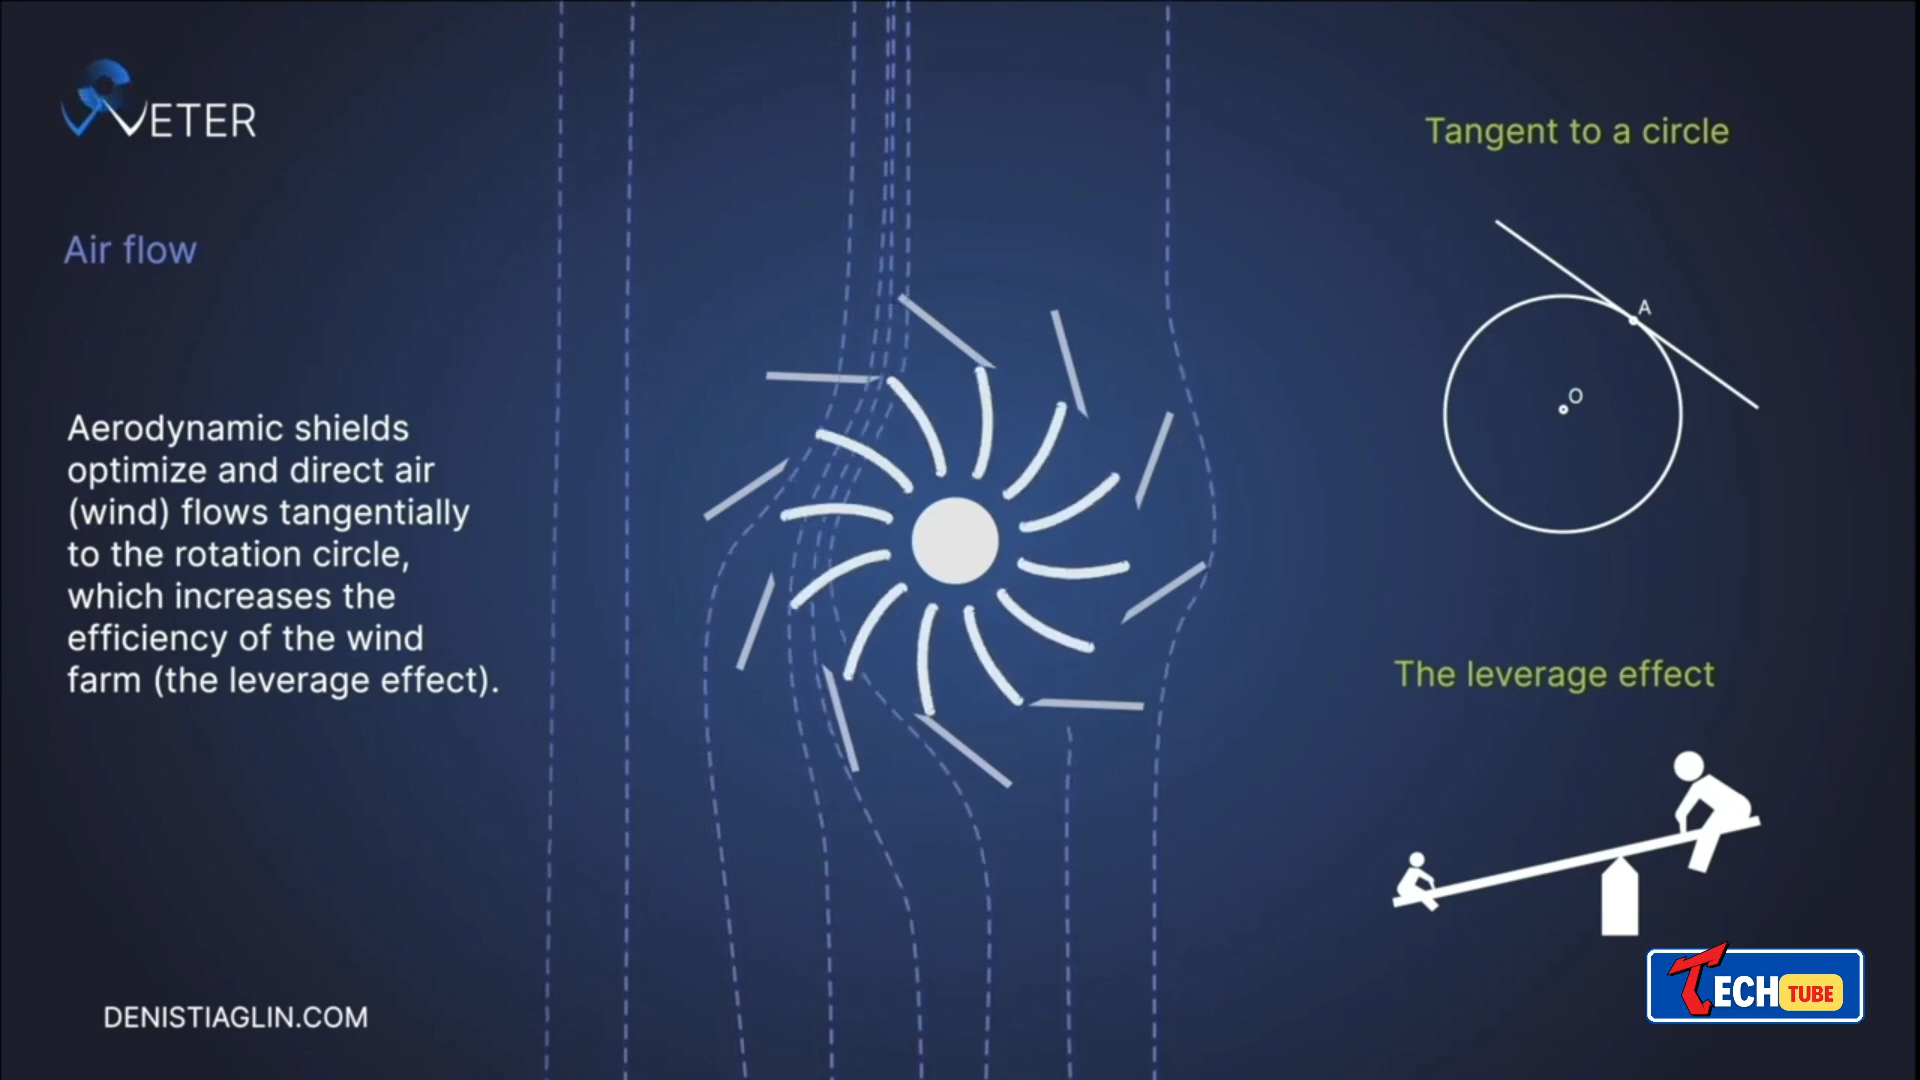 VETER
Air flow
Aerodynamic shields
optimize and direct air
(wind) flows tangentially
to the rotation circle,
which increases the
efficiency of the wind
farm (the leverage effect).
DENISTIAGLIN.COM
Tangent to a circle
A
O
The leverage effect
TECH TUBE